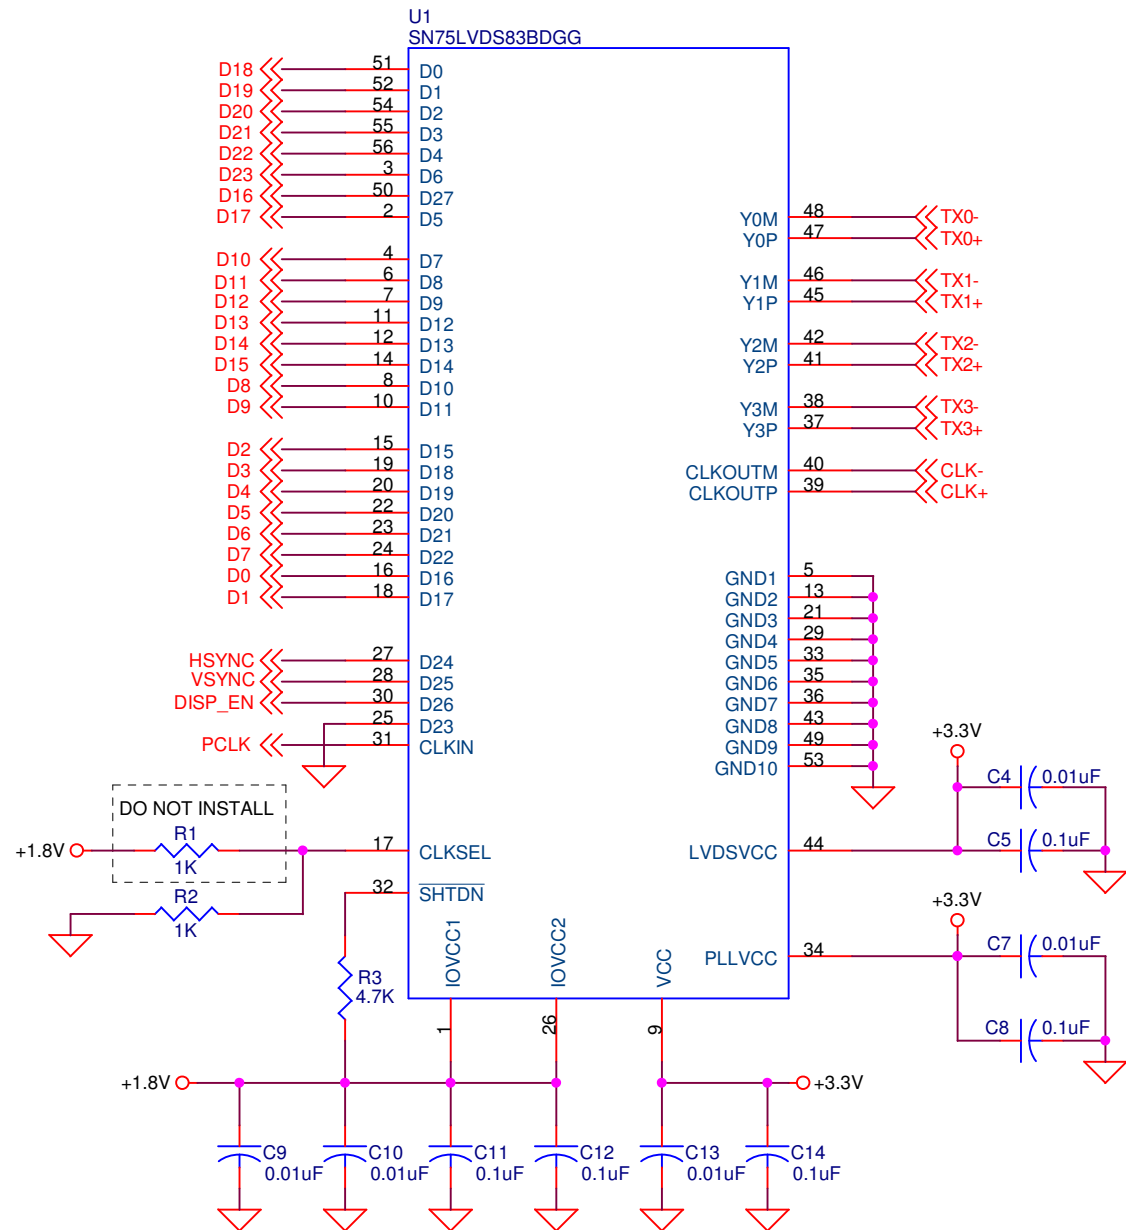 U1
SN75LVDS83BDGG
D18 51 D0
D19 52 D1
D20 54 D2
D21 55 D3
D22 56 D4
D23 3 D6
D16 50 D27
D17 2 D5
Y0M 48 TX0-
Y0P 47 TX0+
D10 4 D7
D11 6 D8
D12 7 D9
D13 11 D12
D14 12 D13
D15 14 D14
D8 8 D10
D9 10 D11
Y1M 46 TX1-
Y1P 45 TX1+
Y2M 42 TX2-
Y2P 41 TX2+
Y3M 38 TX3-
Y3P 37 TX3+
D2 15 D15
D3 19 D18
D4 20 D19
D5 22 D20
D6 23 D21
D7 24 D22
D0 16 D16
D1 18 D17
CLKOUTM 40 CLK-
CLKOUTP 39 CLK+
GND1 5
GND2 13
GND3 21
GND4 29
GND5 33
GND6 35
GND7 36
GND8 43
GND9 49
GND10 53
HSYNC 27 D24
VSYNC 28 D25
DISP_EN 30 D26
25 D23
PCLK 31 CLKIN
DO NOT INSTALL
+1.8V R1 17 CLKSEL
1K
R2 32 SHTDN
1K
R3
4.7K
+3.3V
C4 0.01uF
LVDSVCC 44 C5 0.1uF
+3.3V
PLLVCC 34 C7 0.01uF
C8 0.1uF
IOVCC1 IOVCC2 VCC
1 26 9
+1.8V +3.3V
C9 C10 C11 C12 C13 C14
0.01uF 0.01uF 0.1uF 0.1uF 0.01uF 0.1uF